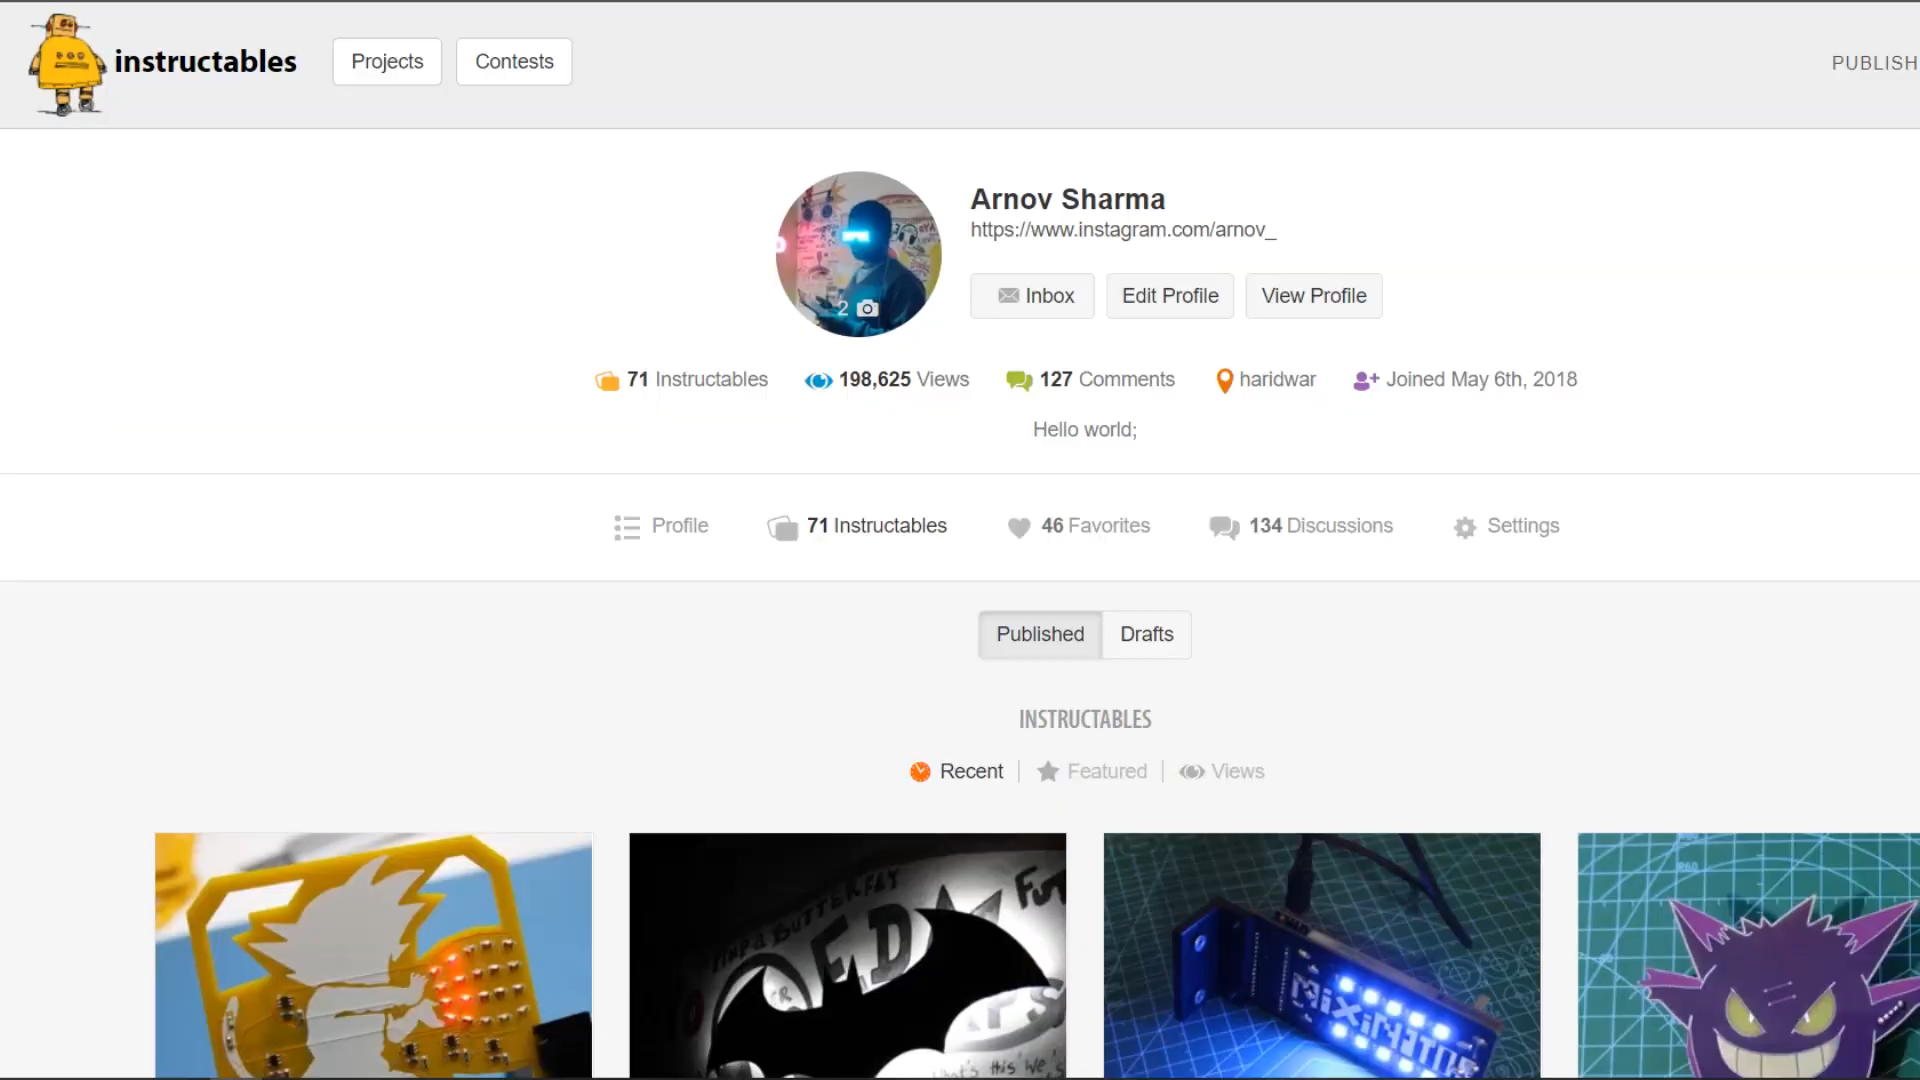 instructables
Projects
Contests
PUBLISH
Arnov Sharma
https://www.instagram.com/arnov_
2
Inbox
Edit Profile
View Profile
71 Instructables
198,625 Views
127 Comments
haridwar
Joined May 6th, 2018
Hello world;
Profile
71 Instructables
46 Favorites
134 Discussions
Settings
Published
Drafts
INSTRUCTABLES
Recent
Featured
Views